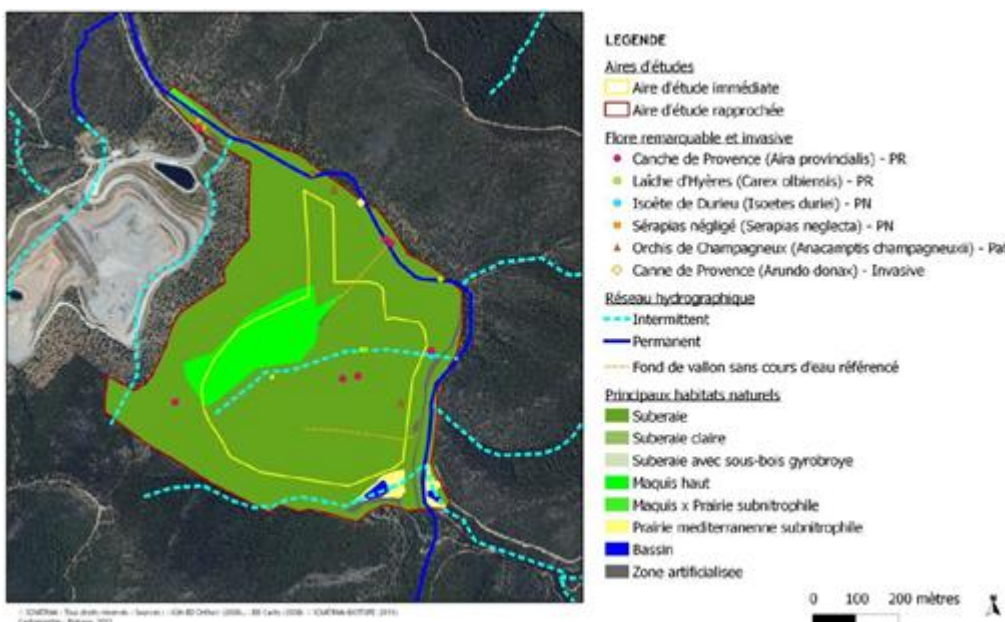 LEGENDE
Aires d'études
Aire d'étude immédiate
Aire d'étude rapprochée
Flore remarquable et invasive
Canche de Provence (Aira provincialis) - PR
Laîche d'Hyères (Carex olbiensis) - PR
Isoète de Durieu (Isoetes duriei) - PN
Sérapias négligé (Serapias neglecta) - PN
Orchis de Champagneux (Anacamptis champagneuxii) - Pat
Canne de Provence (Arundo donax) - Invasive
Réseau hydrographique
Intermittent
Permanent
Fond de vallon sans cours d'eau référencé
Principaux habitats naturels
Suberaie
Suberaie claire
Suberaie avec sous-bois gyrobroye
Maquis haut
Maquis x Prairie subnitrophile
Prairie mediterranenne subnitrophile
Bassin
Zone artificialisee
0 100 200 mètres
Tous droits réservés - Sources :